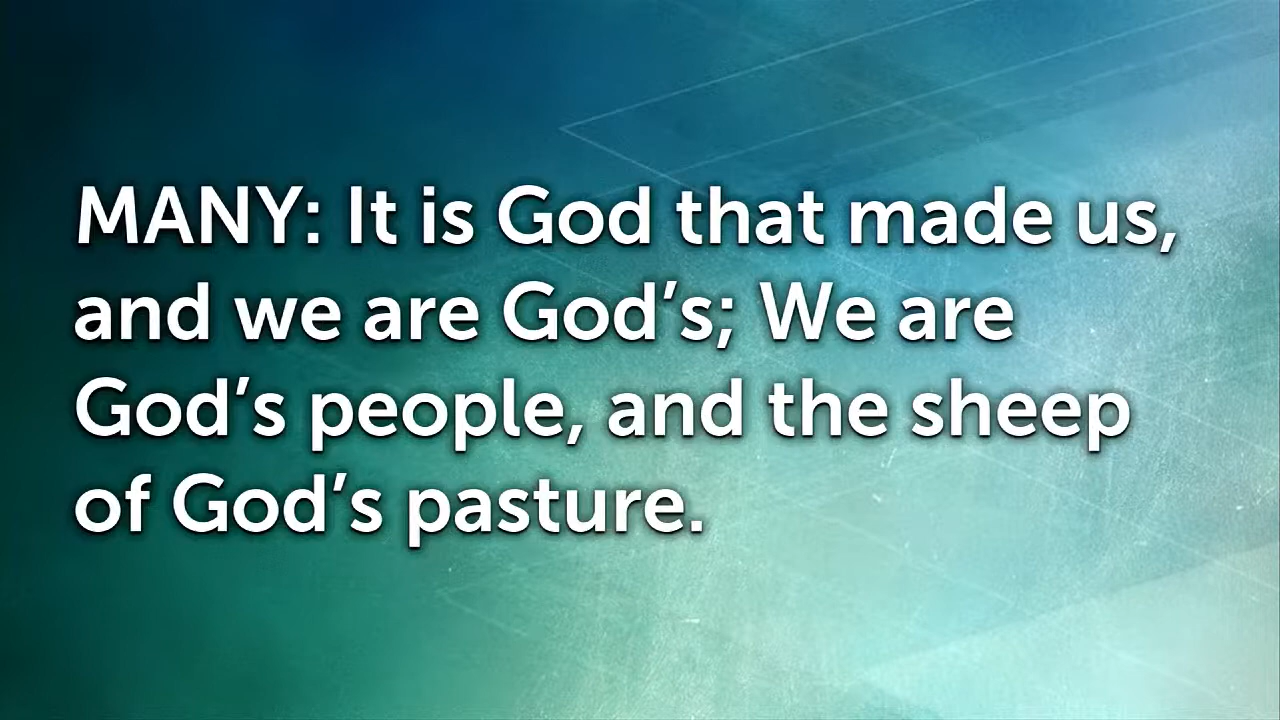 MANY: It is God that made us,
and we are God’s; We are
God’s people, and the sheep
of God’s pasture.